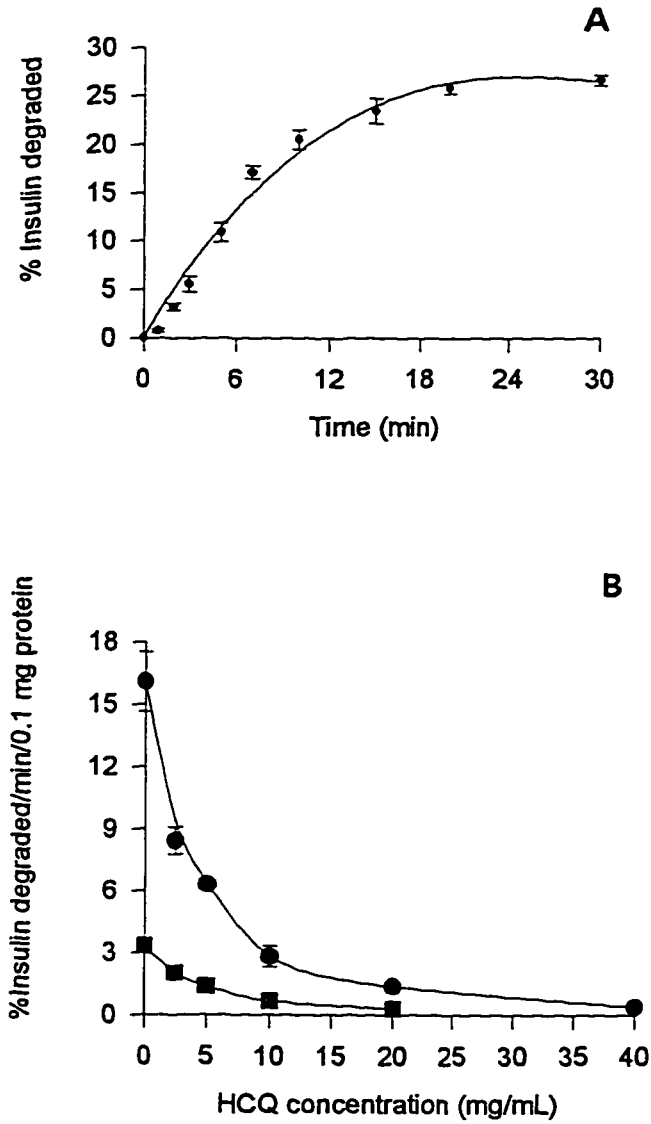 A
% Insulin degraded
30
25
20
15
10
5
0
0 6 12 18 24 30
Time (min)
B
%Insulin degraded/min/0.1 mg protein
18
15
12
9
6
3
0
0 5 10 15 20 25 30 35 40
HCQ concentration (mg/mL)